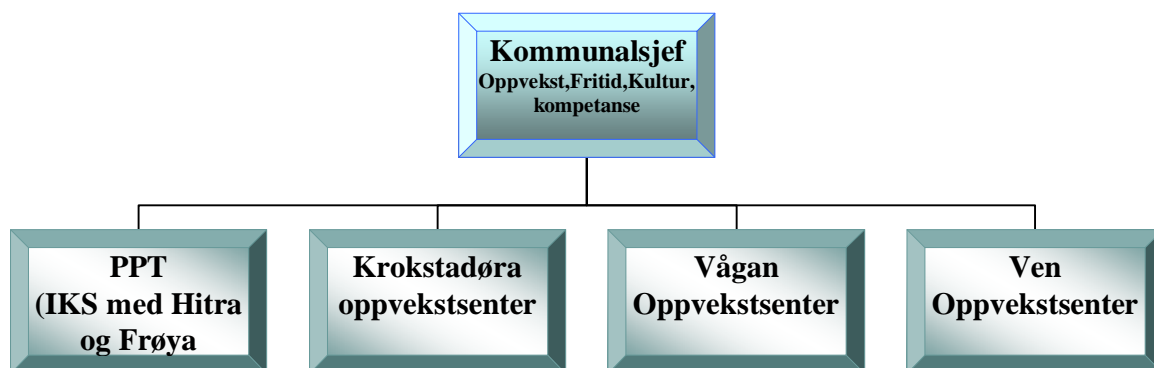 Kommunalsjef
Oppvekst,Fritid,Kultur,
kompetanse
PPT
(IKS med Hitra
og Frøya
Krokstadøra
oppvekstsenter
Vågan
Oppvekstsenter
Ven
Oppvekstsenter